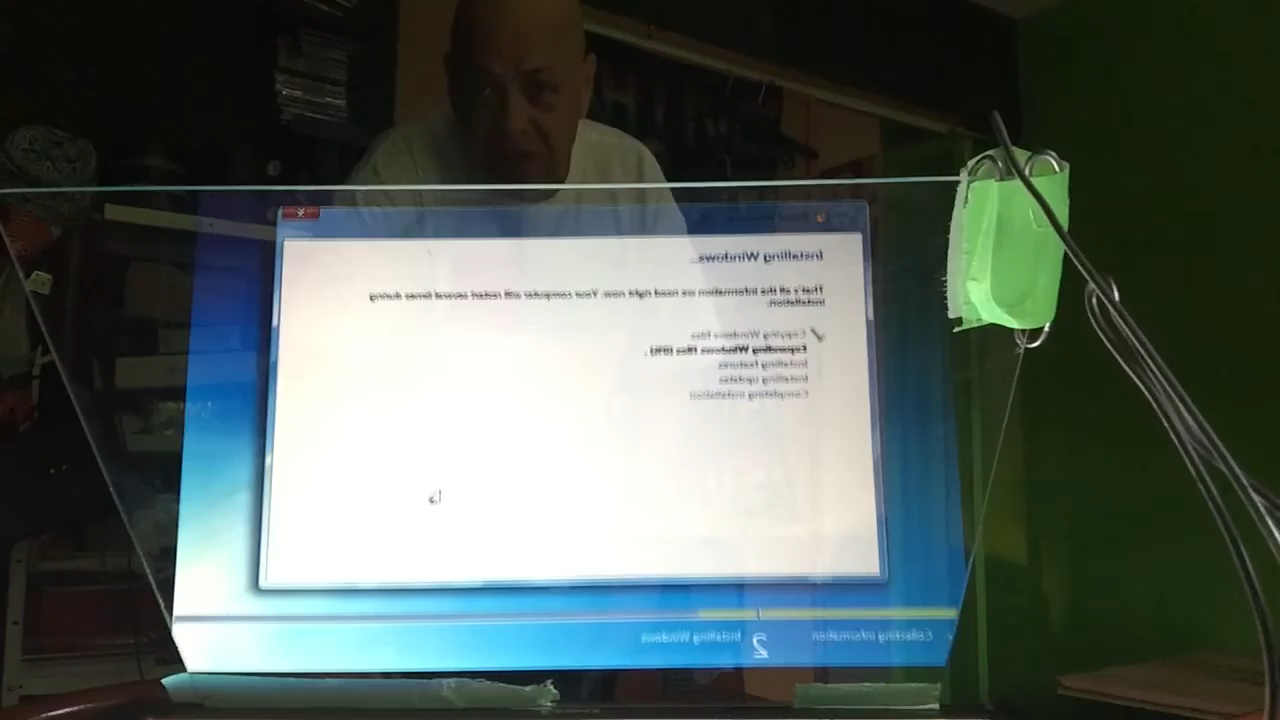 Installing Windows...
That's all the information we need right now. Your computer will restart several times during
installation.
Copying Windows files
Expanding Windows files
Installing features
Installing updates
Completing installation
Collecting information
2
Installing Windows